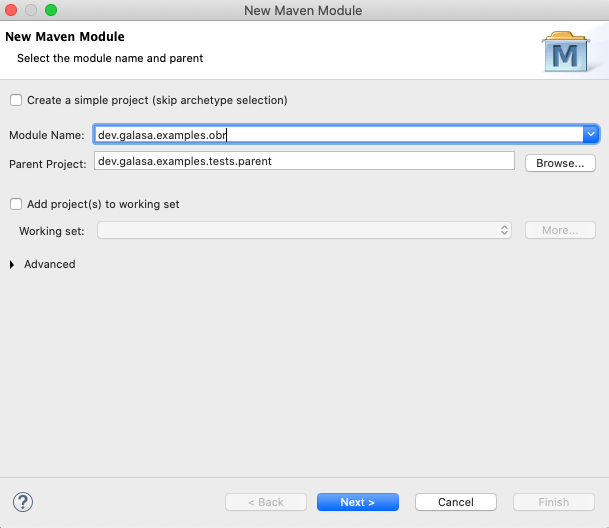 New Maven Module
New Maven Module
Select the module name and parent
M
Create a simple project (skip archetype selection)
Module Name: dev.galasa.examples.obr
Parent Project: dev.galasa.examples.tests.parent Browse...
Add project(s) to working set
Working set: More...
Advanced
? < Back Next > Cancel Finish